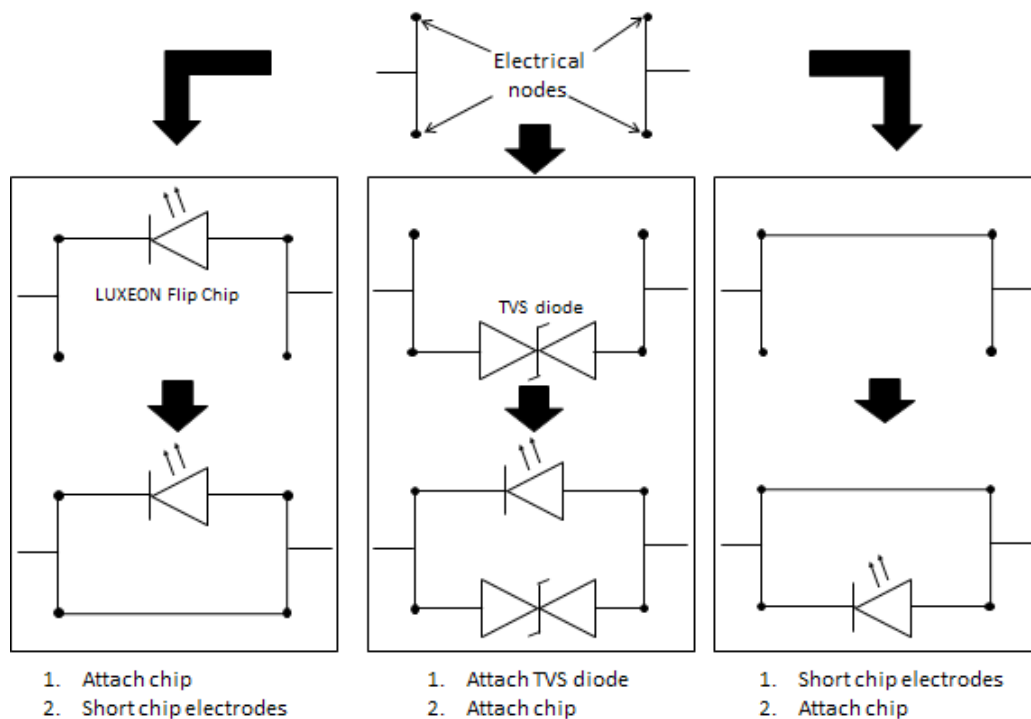 Electrical
nodes
LUXEON Flip Chip
TVS diode
1. Attach chip
2. Short chip electrodes
1. Attach TVS diode
2. Attach chip
1. Short chip electrodes
2. Attach chip